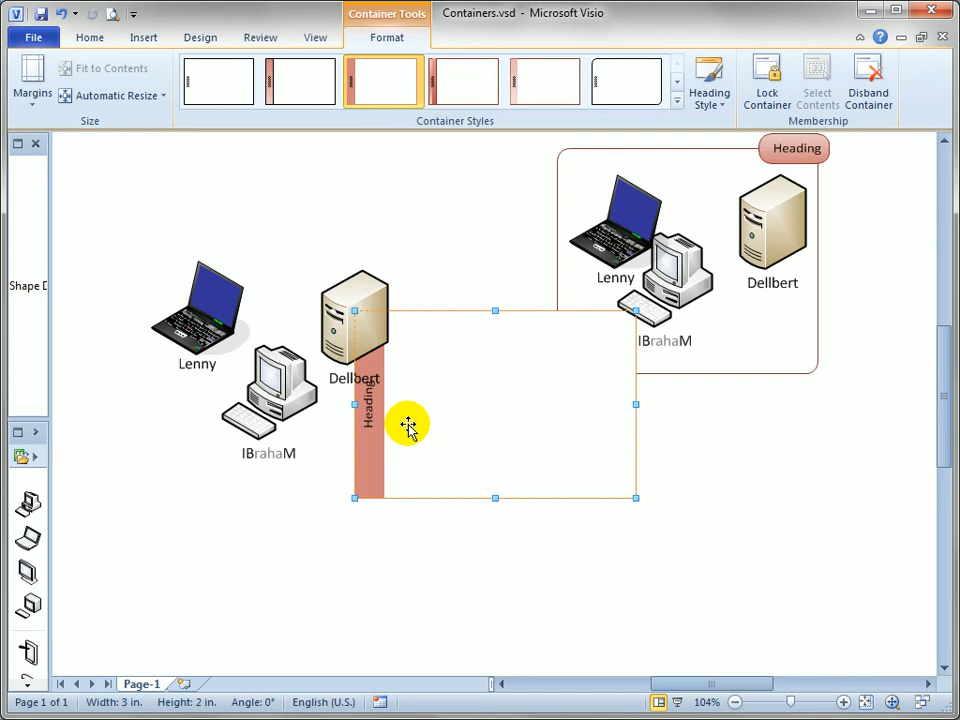 Container Tools
Containers.vsd - Microsoft Visio
File
Home
Insert
Design
Review
View
Format
Margins
Fit to Contents
Automatic Resize
Size
Container Styles
Heading Style
Lock Container
Select Contents
Disband Container
Membership
Shape D
Heading
Lenny
Dellbert
IBrahaM
Lenny
Dellbert
Heading
IBrahaM
Page-1
Page 1 of 1
Width: 3 in.
Height: 2 in.
Angle: 0°
English (U.S.)
104%